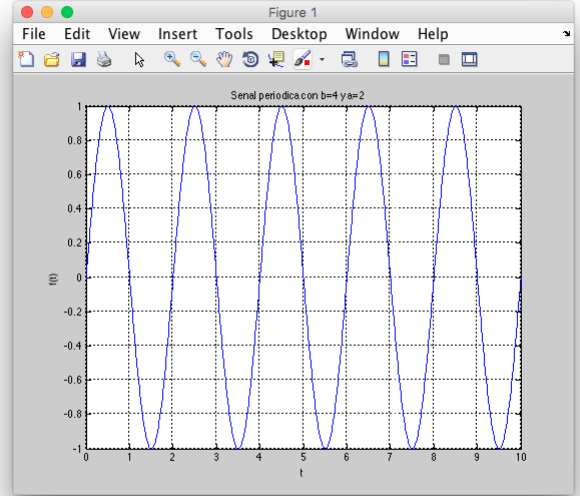 Figure 1
File Edit View Insert Tools Desktop Window Help
Senal periodica con b=4 y a=2
1
0.8
0.6
0.4
0.2
0
-0.2
-0.4
-0.6
-0.8
-1
f(t)
0 1 2 3 4 5 6 7 8 9 10
t